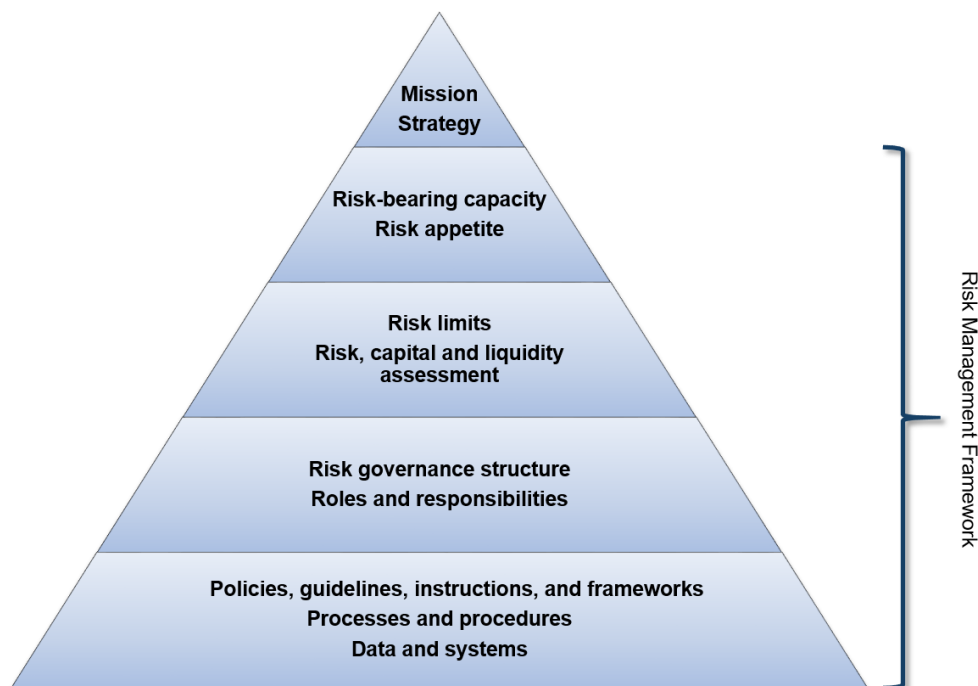 Mission
Strategy
Risk-bearing capacity
Risk appetite
Risk limits
Risk, capital and liquidity
assessment
Risk governance structure
Roles and responsibilities
Policies, guidelines, instructions, and frameworks
Processes and procedures
Data and systems
Risk Management Framework